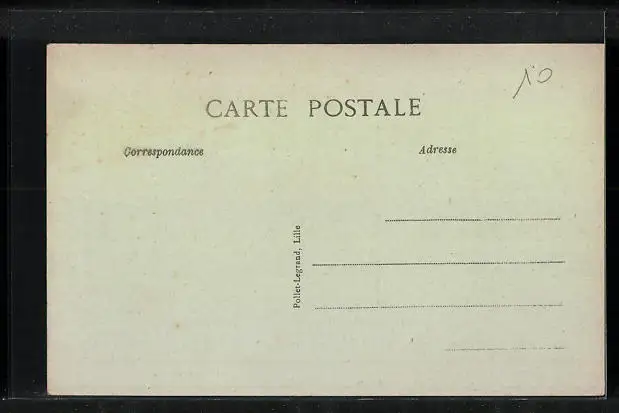 10
CARTE POSTALE
Correspondance
Adresse
Pollet-Legrand, Lille